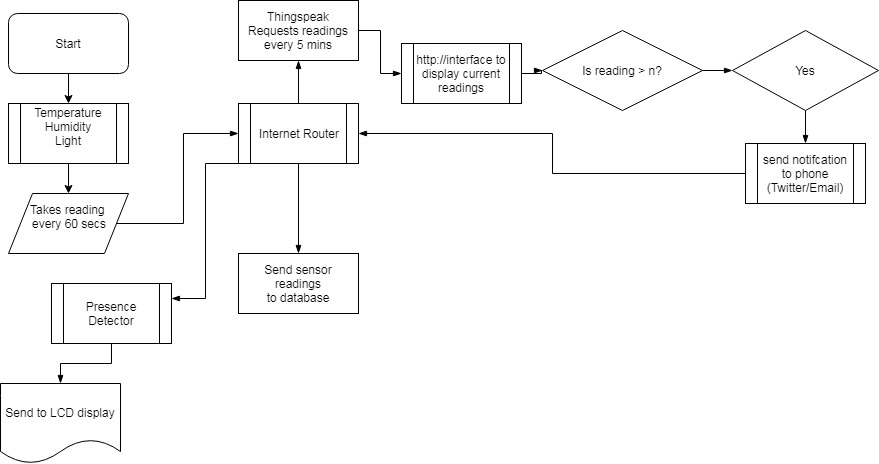 Start
Temperature
Humidity
Light
Takes reading
every 60 secs
Thingspeak
Requests readings
every 5 mins
Internet Router
Send sensor
readings
to database
Presence
Detector
Send to LCD display
http://interface to
display current
readings
Is reading > n?
Yes
send notifcation
to phone
(Twitter/Email)